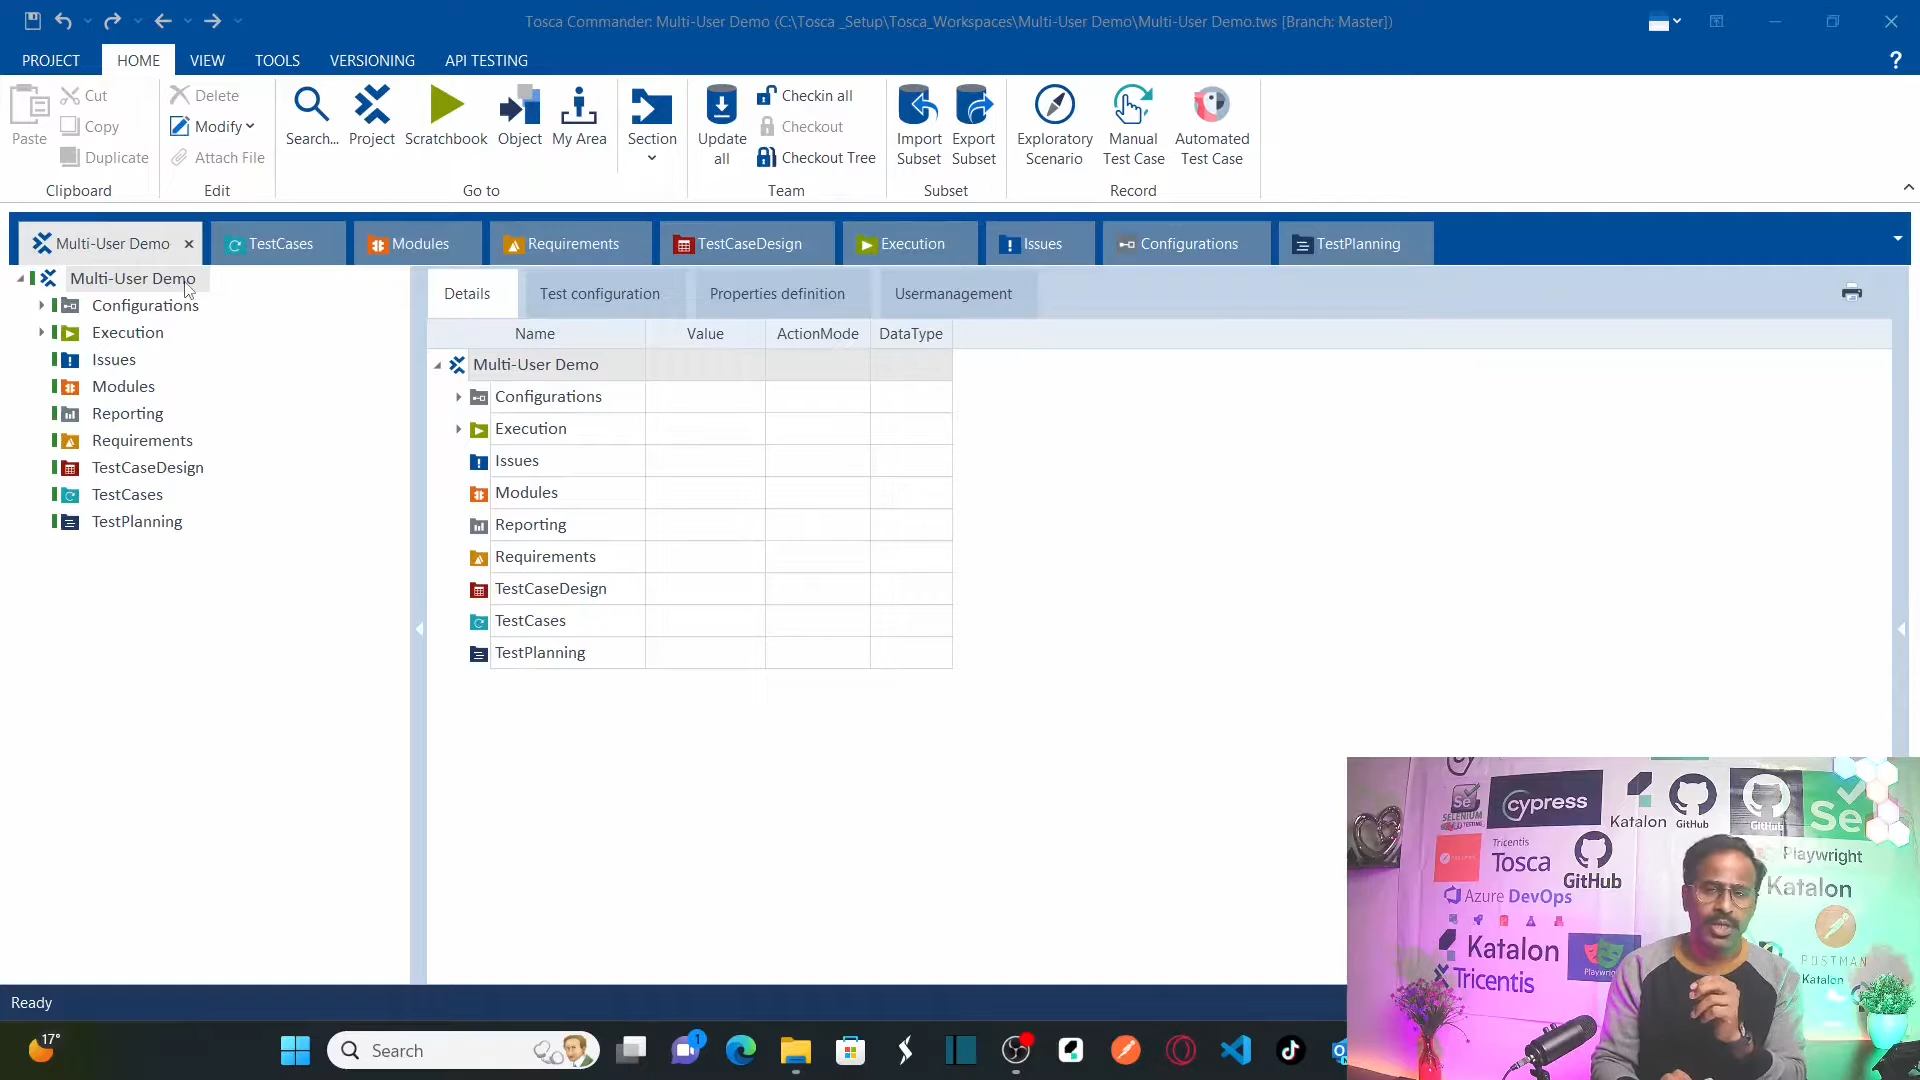 Tosca Commander: Multi-User Demo (C:\Tosca _Setup\Tosca_Workspaces\Multi-User Demo\Multi-User Demo.tws [Branch: Master])
PROJECT HOME VIEW TOOLS VERSIONING API TESTING ?
Paste
Cut
Copy
Duplicate
Clipboard
Delete
Modify
Attach File
Edit
Search... Project Scratchbook Object My Area
Go to
Section
Update all
Checkin all
Checkout
Checkout Tree
Team
Import Subset
Export Subset
Subset
Exploratory Scenario
Manual Test Case
Automated Test Case
Record
Multi-User Demo TestCases Modules Requirements TestCaseDesign Execution Issues Configurations TestPlanning
Multi-User Demo
Configurations
Execution
Issues
Modules
Reporting
Requirements
TestCaseDesign
TestCases
TestPlanning
Details Test configuration Properties definition Usermanagement
Name Value ActionMode DataType
Multi-User Demo
Configurations
Execution
Issues
Modules
Reporting
Requirements
TestCaseDesign
TestCases
TestPlanning
Se
SELENIUM
cypress
Katalon
GitHub
GitHub
Se
Tricentis
Tosca
GitHub
Playwright
Katalon
Azure DevOps
Katalon
Tricentis
POSTMAN
Katalon
Ready
17°
Search
1